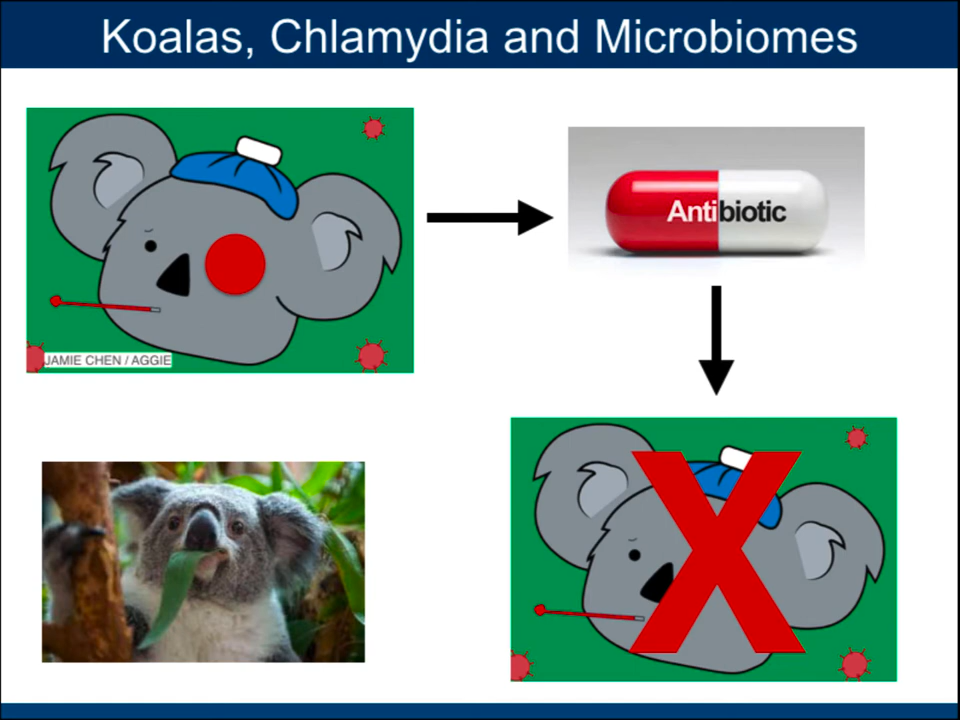 Koalas, Chlamydia and Microbiomes
Antibiotic
JAMIE CHEN / AGGIE
X